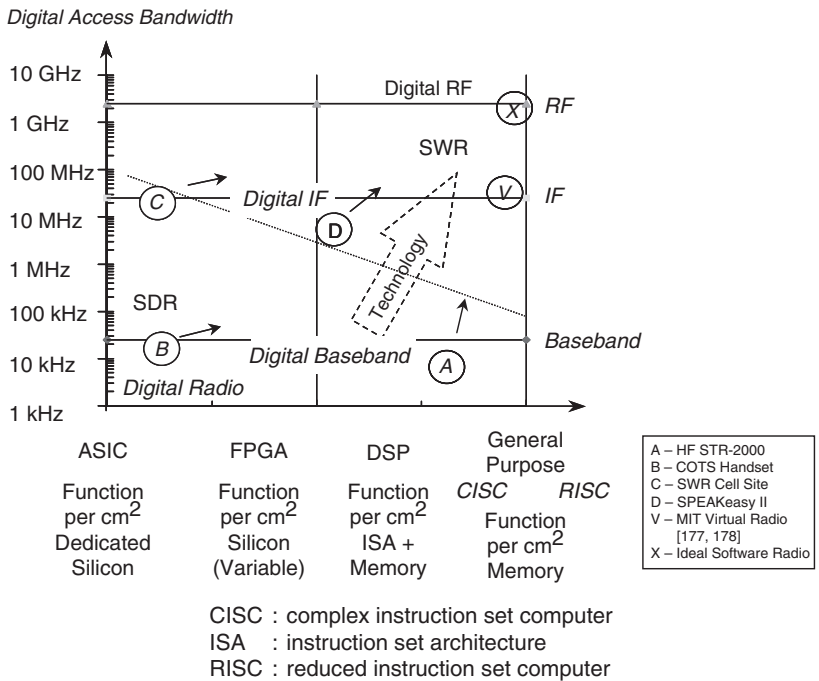 Digital Access Bandwidth
10 GHz
1 GHz
100 MHz
10 MHz
1 MHz
100 kHz
10 kHz
1 kHz
Digital RF
X
RF
SWR
C
Digital IF
V
IF
D
Technology
SDR
B
Digital Baseband
A
Baseband
Digital Radio
ASIC
Function
per cm2
Dedicated
Silicon
FPGA
Function
per cm2
Silicon
(Variable)
DSP
Function
per cm2
ISA +
Memory
General
Purpose
CISC RISC
Function
per cm2
Memory
A – HF STR-2000
B – COTS Handset
C – SWR Cell Site
D – SPEAKeasy II
V – MIT Virtual Radio
[177, 178]
X – Ideal Software Radio
CISC : complex instruction set computer
ISA : instruction set architecture
RISC : reduced instruction set computer